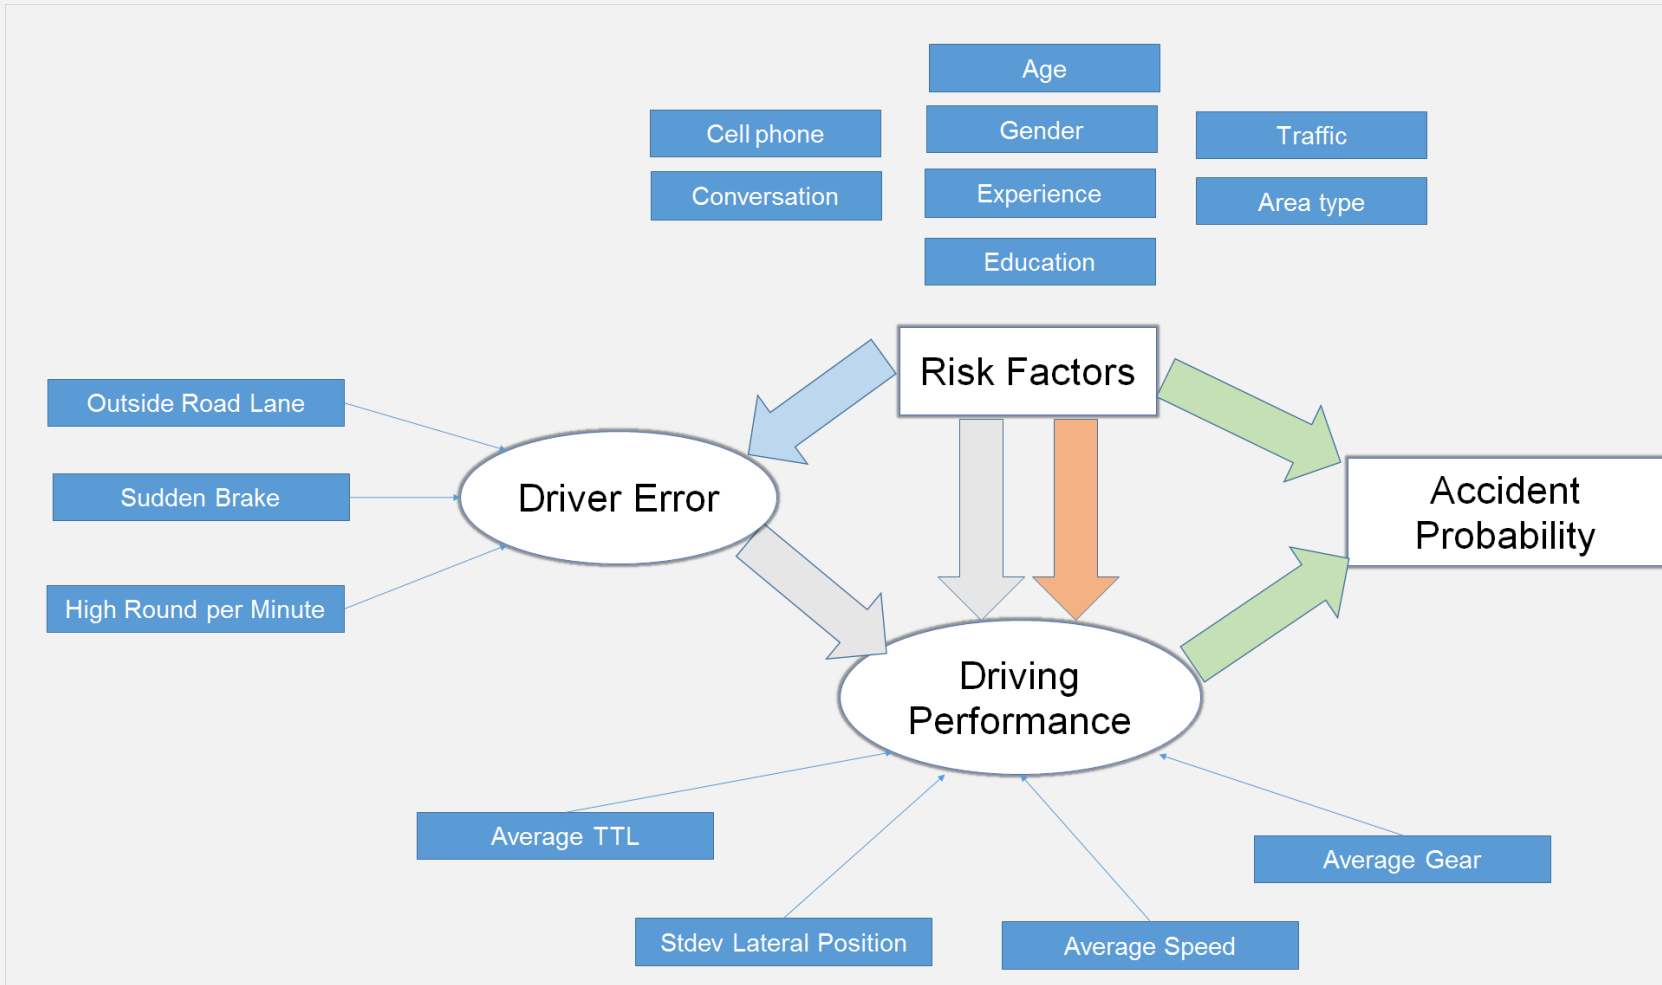 Age
Cell phone
Gender
Traffic
Conversation
Experience
Area type
Education
Risk Factors
Outside Road Lane
Sudden Brake
Driver Error
Accident
Probability
High Round per Minute
Driving
Performance
Average TTL
Average Gear
Stdev Lateral Position
Average Speed